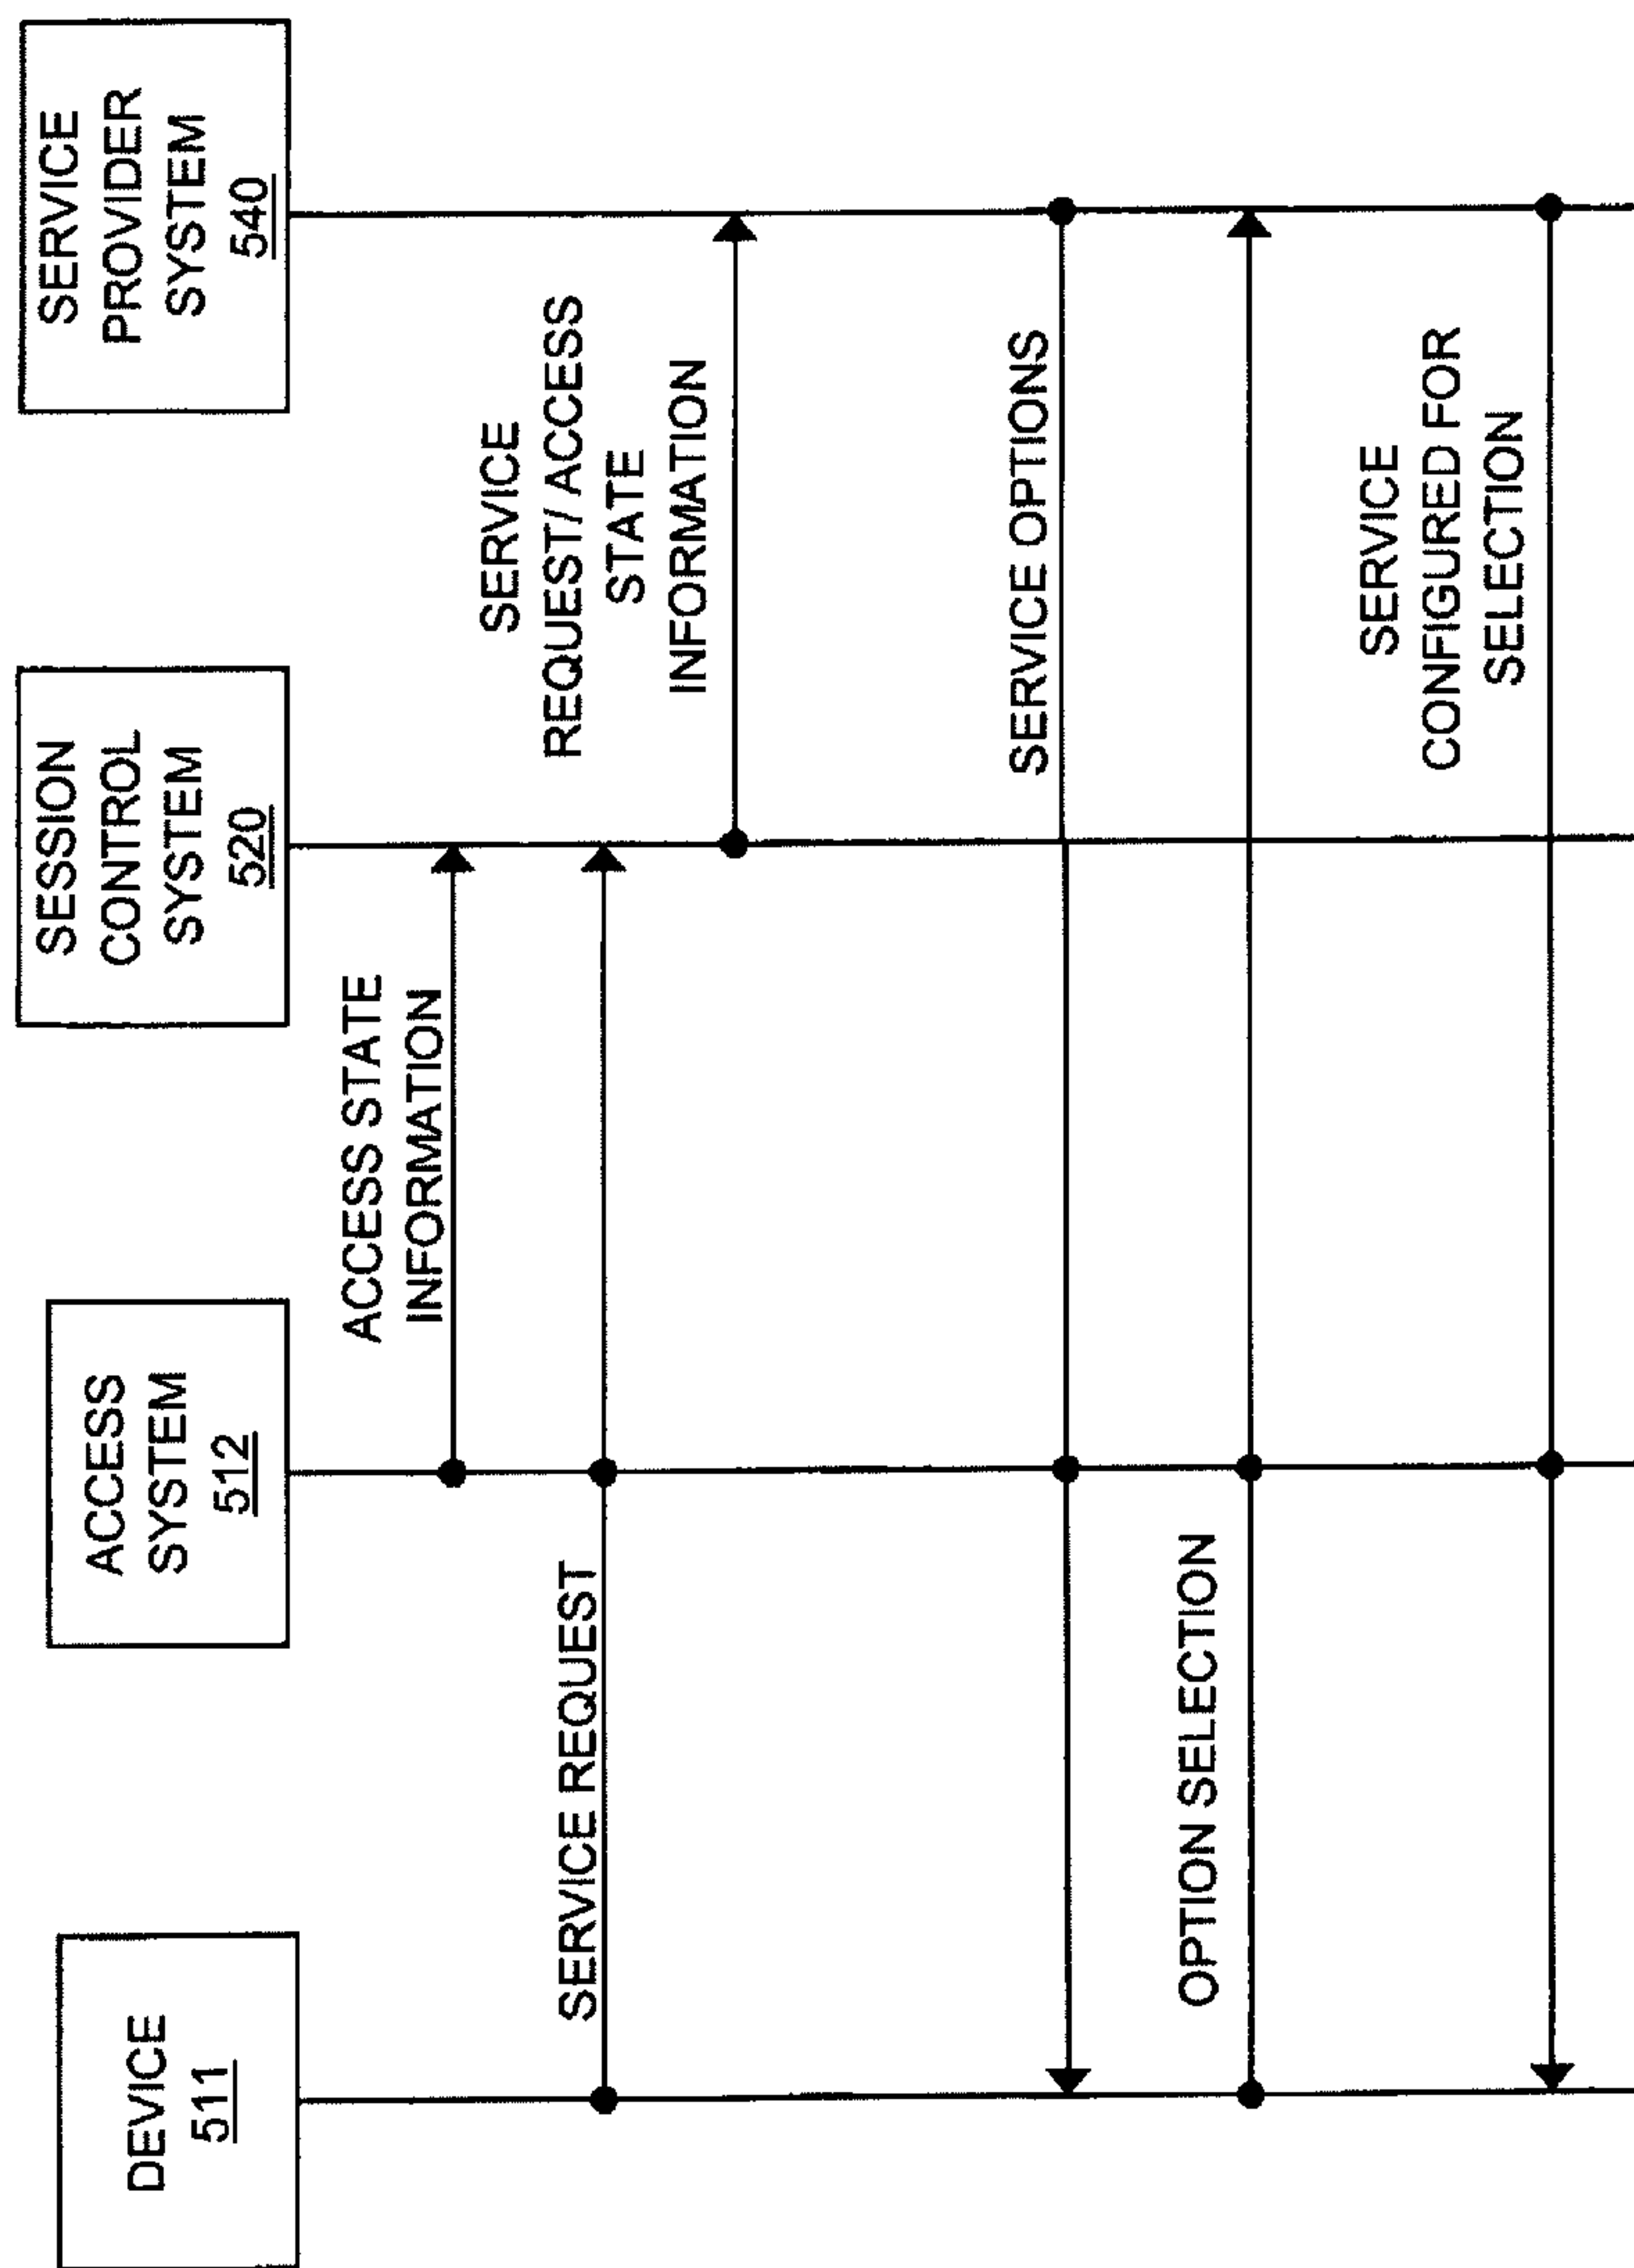 DEVICE
511
ACCESS
SYSTEM
512
SESSION
CONTROL
SYSTEM
520
SERVICE
PROVIDER
SYSTEM
540
ACCESS STATE
INFORMATION
SERVICE REQUEST
SERVICE
REQUEST/ ACCESS
STATE
INFORMATION
SERVICE OPTIONS
OPTION SELECTION
SERVICE
CONFIGURED FOR
SELECTION